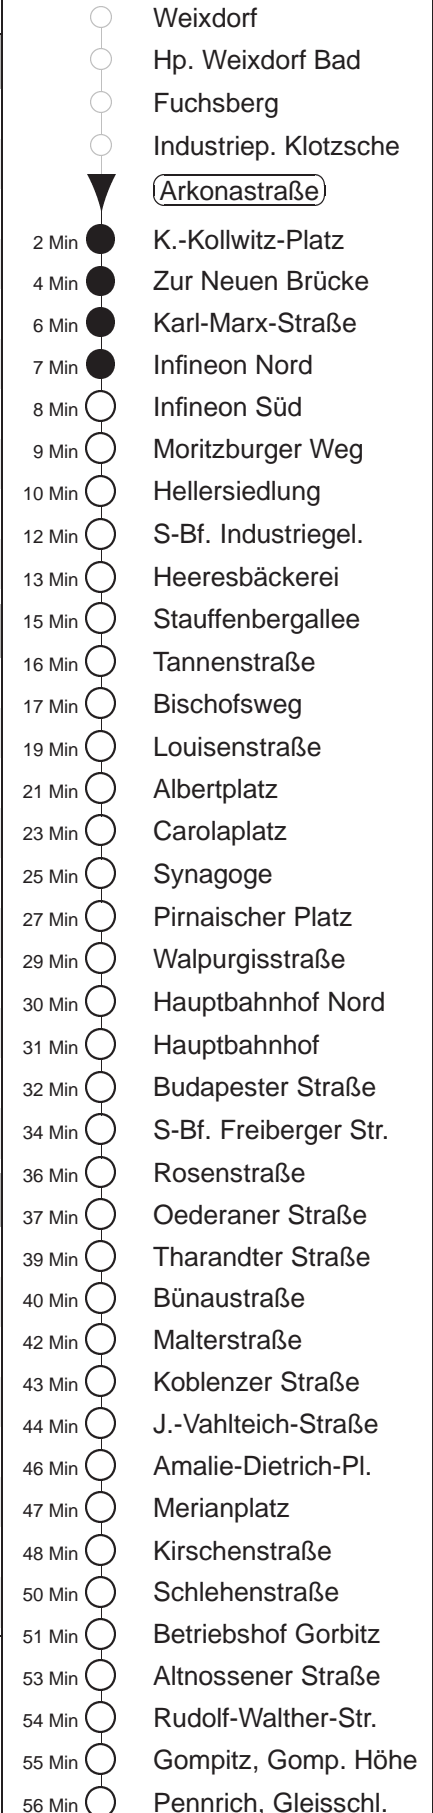 Weixdorf
Hp. Weixdorf Bad
Fuchsberg
Industriep. Klotzsche
Arkonastraße
2 Min K.-Kollwitz-Platz
4 Min Zur Neuen Brücke
6 Min Karl-Marx-Straße
7 Min Infineon Nord
8 Min Infineon Süd
9 Min Moritzburger Weg
10 Min Hellersiedlung
12 Min S-Bf. Industriegel.
13 Min Heeresbäckerei
15 Min Stauffenbergallee
16 Min Tannenstraße
17 Min Bischofsweg
19 Min Louisenstraße
21 Min Albertplatz
23 Min Carolaplatz
25 Min Synagoge
27 Min Pirnaischer Platz
29 Min Walpurgisstraße
30 Min Hauptbahnhof Nord
31 Min Hauptbahnhof
32 Min Budapester Straße
34 Min S-Bf. Freiberger Str.
36 Min Rosenstraße
37 Min Oederaner Straße
39 Min Tharandter Straße
40 Min Bünaustraße
42 Min Malterstraße
43 Min Koblenzer Straße
44 Min J.-Vahlteich-Straße
46 Min Amalie-Dietrich-Pl.
47 Min Merianplatz
48 Min Kirschenstraße
50 Min Schlehenstraße
51 Min Betriebshof Gorbitz
53 Min Altnossener Straße
54 Min Rudolf-Walther-Str.
55 Min Gompitz, Gomp. Höhe
56 Min Pennrich, Gleisschl.